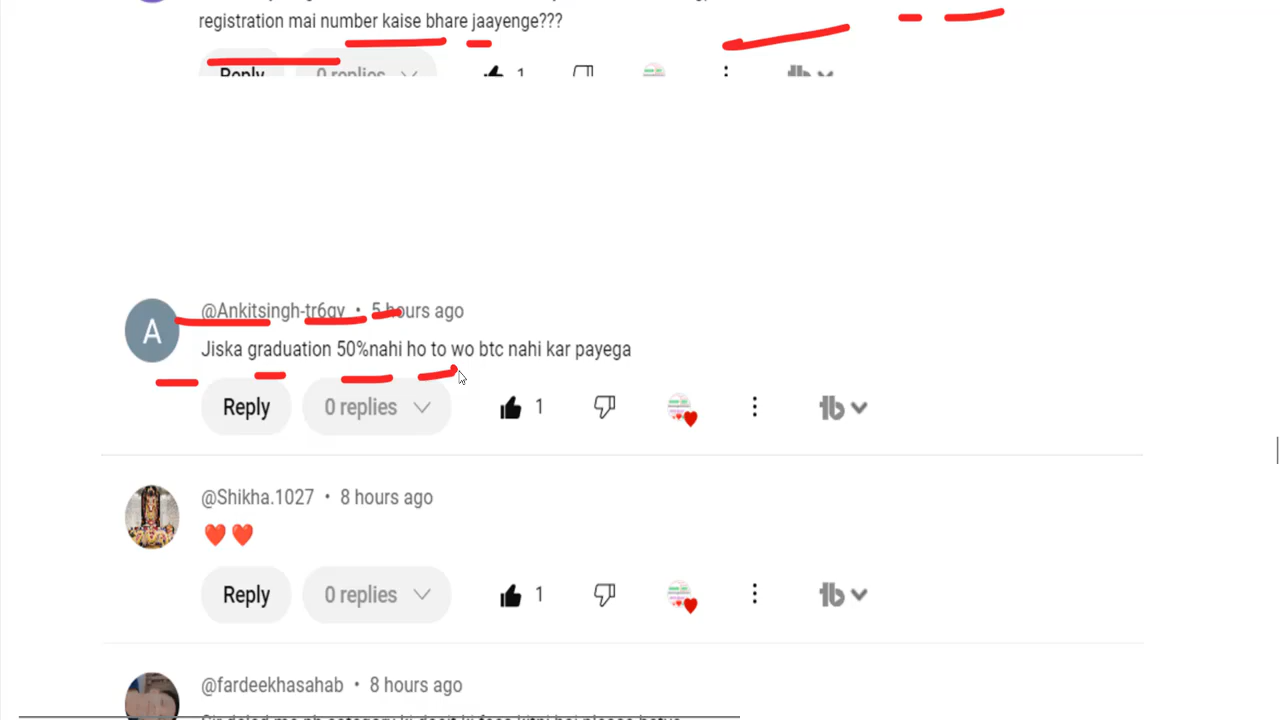 registration mai number kaise bhare jaayenge???
Reply 0 replies 1
@Ankitsingh-tr6gy • 5 hours ago
Jiska graduation 50%nahi ho to wo btc nahi kar payega
Reply 0 replies 1
@Shikha.1027 • 8 hours ago
Reply 0 replies 1
@fardeekhasahab • 8 hours ago